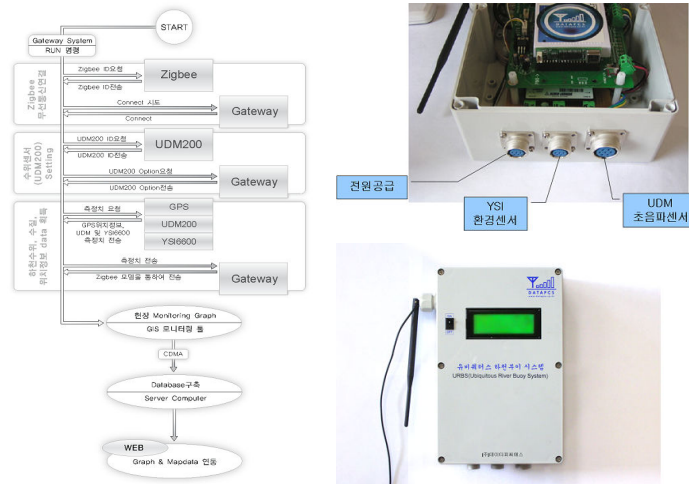 START
Gateway System
RUN 명령
Zigbee
무선통신연결
Zigbee ID요청
Zigbee ID전송
Zigbee
Connect 시도
Connect
Gateway
수위센서
(UDM200)
Setting
UDM200 ID요청
UDM200 ID전송
UDM200
UDM200 Option요청
UDM200 Option전송
Gateway
하천수위, 수질,
위치정보 data 획득
측정치 요청
GPS위치정보,
UDM 및 YSI6600
측정치 전송
GPS
UDM200
YSI6600
측정치 전송
Zigbee 모뎀을 통하여 전송
Gateway
현장 Monitoring Graph
GIS 모니터링 툴
CDMA
Database구축
Server Computer
WEB
Graph & Mapdata 연동
DATAPCS
전원공급
YSI
환경센서
UDM
초음파센서
DATAPCS
유비쿼터스 하천부이 시스템
URBS(Ubiquitous River Buoy System)